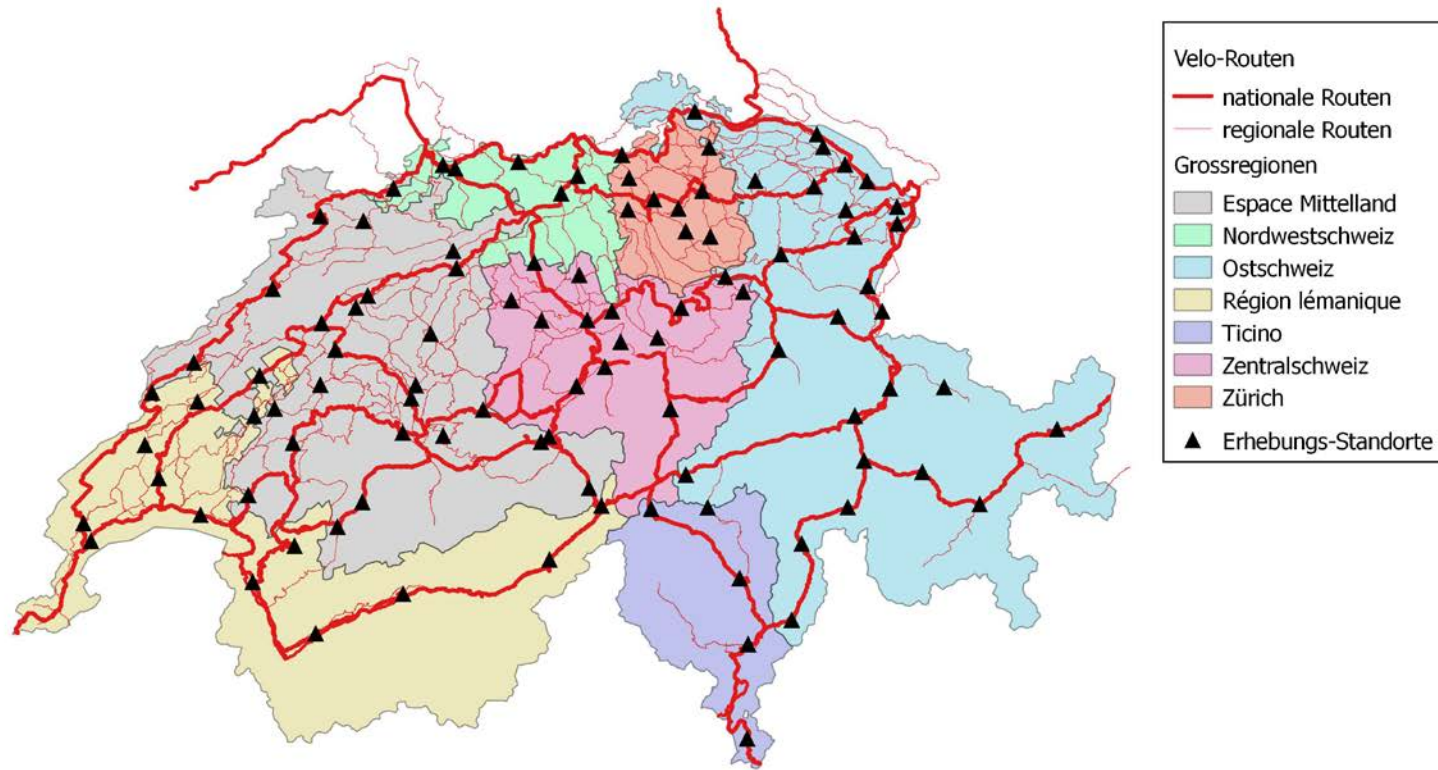 Velo-Routen
nationale Routen
regionale Routen
Grossregionen
Espace Mittelland
Nordwestschweiz
Ostschweiz
Région lémanique
Ticino
Zentralschweiz
Zürich
Erhebungs-Standorte